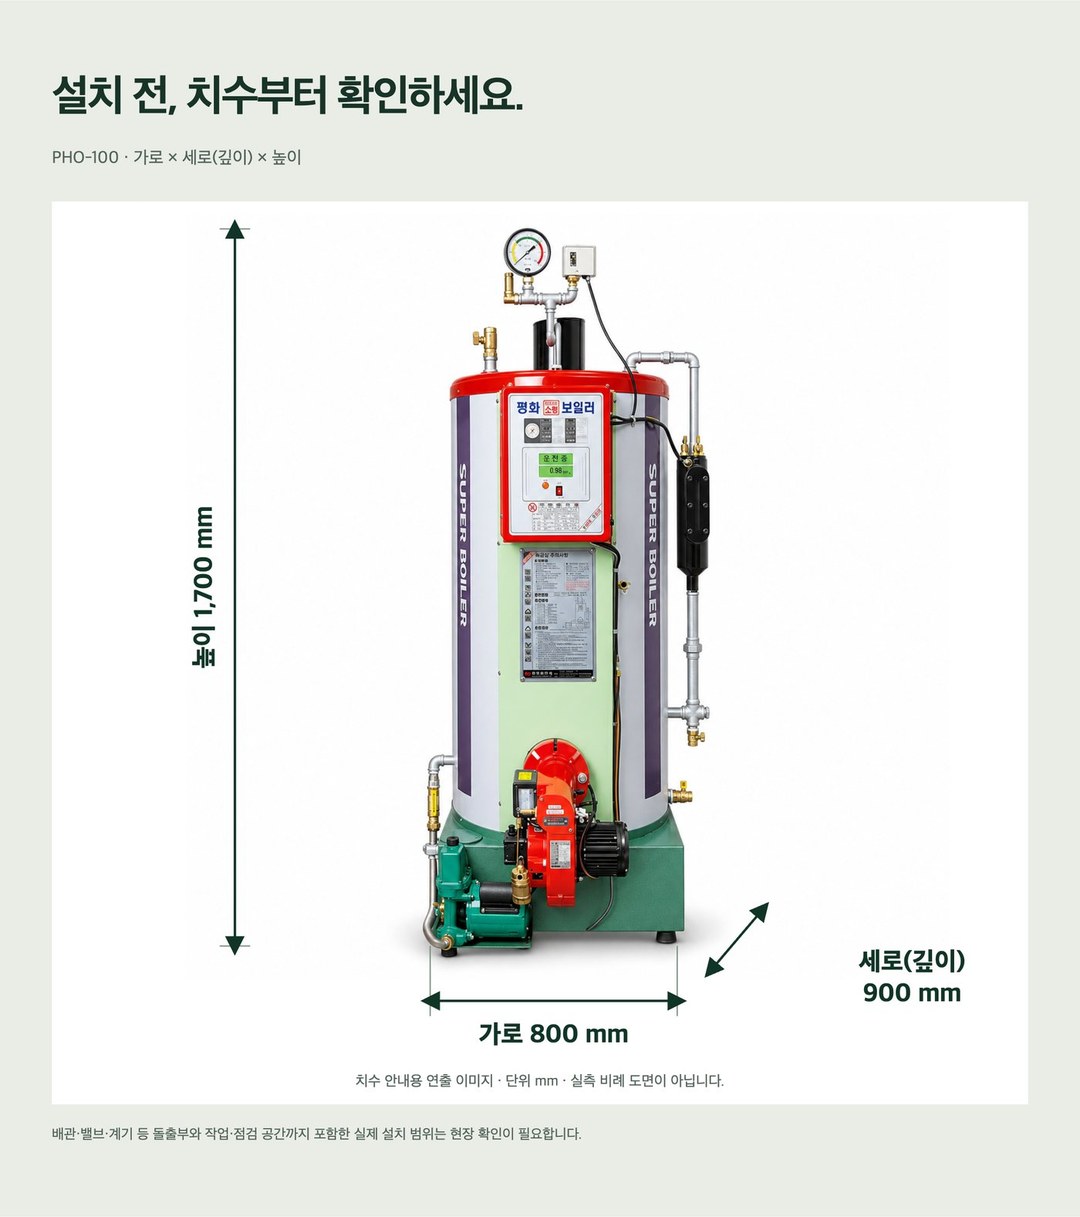 설치 전, 치수부터 확인하세요.
PHO-100 · 가로 × 세로(깊이) × 높이
높이 1,700 mm
평화 보일러
운전중
0.98
SUPER BOILER
SUPER BOILER
세로(깊이)
900 mm
가로 800 mm
치수 안내용 연출 이미지 · 단위 mm · 실측 비례 도면이 아닙니다.
배관·밸브·계기 등 돌출부와 작업·점검 공간까지 포함한 실제 설치 범위는 현장 확인이 필요합니다.